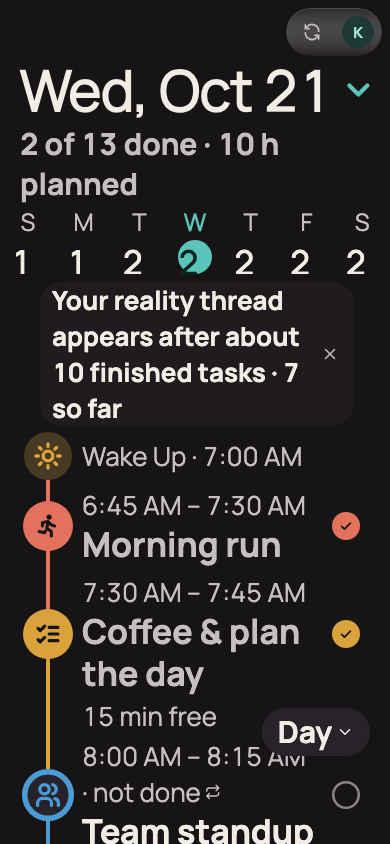 K
Wed, Oct 21
2 of 13 done · 10 h
planned
S M T W T F S
1 1 2 2 2 2 2
Your reality thread
appears after about
10 finished tasks · 7
so far
Wake Up · 7:00 AM
6:45 AM – 7:30 AM
Morning run
7:30 AM – 7:45 AM
Coffee & plan
the day
15 min free
Day
8:00 AM – 8:15 AM
· not done
Team standup